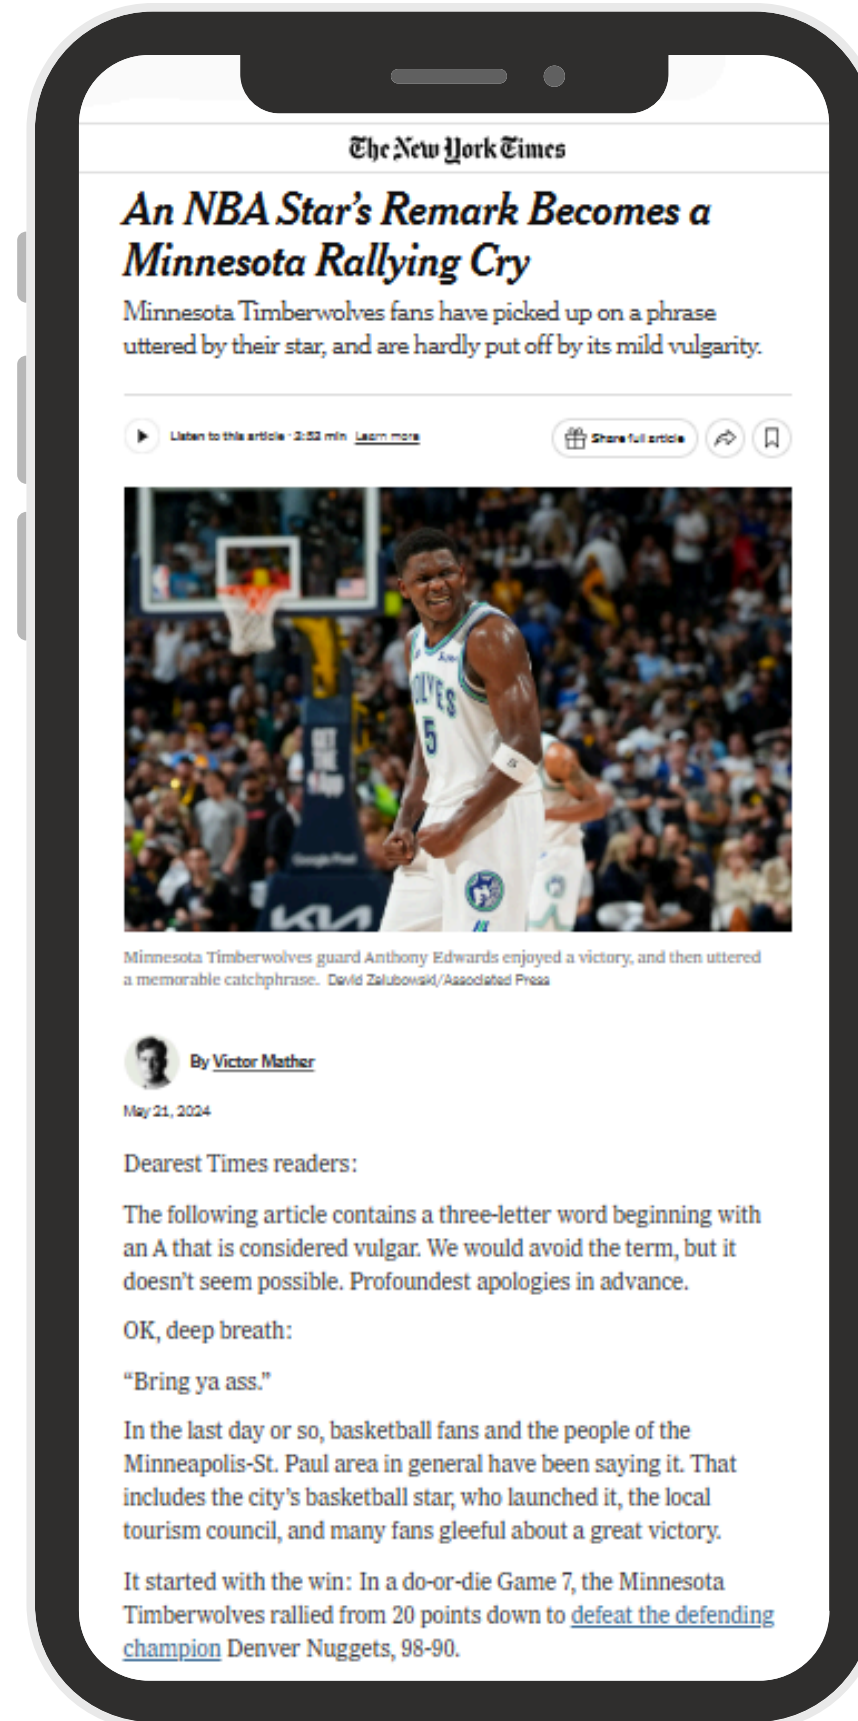 The New York Times
An NBA Star's Remark Becomes a
Minnesota Rallying Cry
Minnesota Timberwolves fans have picked up on a phrase
uttered by their star, and are hardly put off by its mild vulgarity.
Listen to this article · 2:52 min Learn more
Share full article
OLVES
5
5
GET
THE
App
Google Pixel
KIA
Minnesota Timberwolves guard Anthony Edwards enjoyed a victory, and then uttered
a memorable catchphrase. David Zalubowski/Associated Press
By Victor Mather
May 21, 2024
Dearest Times readers:
The following article contains a three-letter word beginning with
an A that is considered vulgar. We would avoid the term, but it
doesn't seem possible. Profoundest apologies in advance.
OK, deep breath:
“Bring ya ass.”
In the last day or so, basketball fans and the people of the
Minneapolis-St. Paul area in general have been saying it. That
includes the city's basketball star, who launched it, the local
tourism council, and many fans gleeful about a great victory.
It started with the win: In a do-or-die Game 7, the Minnesota
Timberwolves rallied from 20 points down to defeat the defending
champion Denver Nuggets, 98-90.